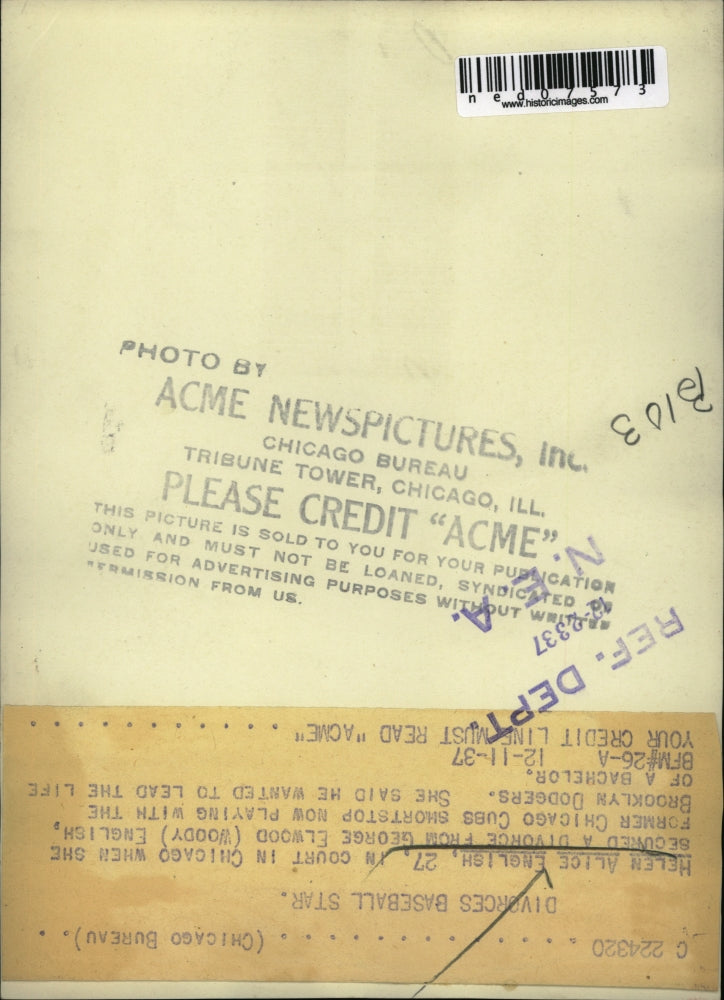 ned07573
www.historicimages.com
PHOTO BY
ACME NEWSPICTURES, Inc.
CHICAGO BUREAU
TRIBUNE TOWER, CHICAGO, ILL.
PLEASE CREDIT "ACME"
THIS PICTURE IS SOLD TO YOU FOR YOUR PUBLICATION
ONLY AND MUST NOT BE LOANED, SYNDICATED OR
USED FOR ADVERTISING PURPOSES WITHOUT WRITTEN
PERMISSION FROM US.
B103
REF. DEPT.
12-2337
N. E. A.
C 224320 . . . . . . . . . . . . . (CHICAGO BUREAU).
DIVORCES BASEBALL STAR.
HELEN ALICE ENGLISH, 27, IN COURT IN CHICAGO WHEN SHE
SECURED A DIVORCE FROM GEORGE ELWOOD (WOODY) ENGLISH,
FORMER CHICAGO CUBS SHORTSTOP NOW PLAYING WITH THE
BROOKLYN DODGERS. SHE SAID HE WANTED TO LEAD THE LIFE
OF A BACHELOR.
BFM#26-A 12-11-37
YOUR CREDIT LINE MUST READ "ACME" . . . . . . . . . . . .